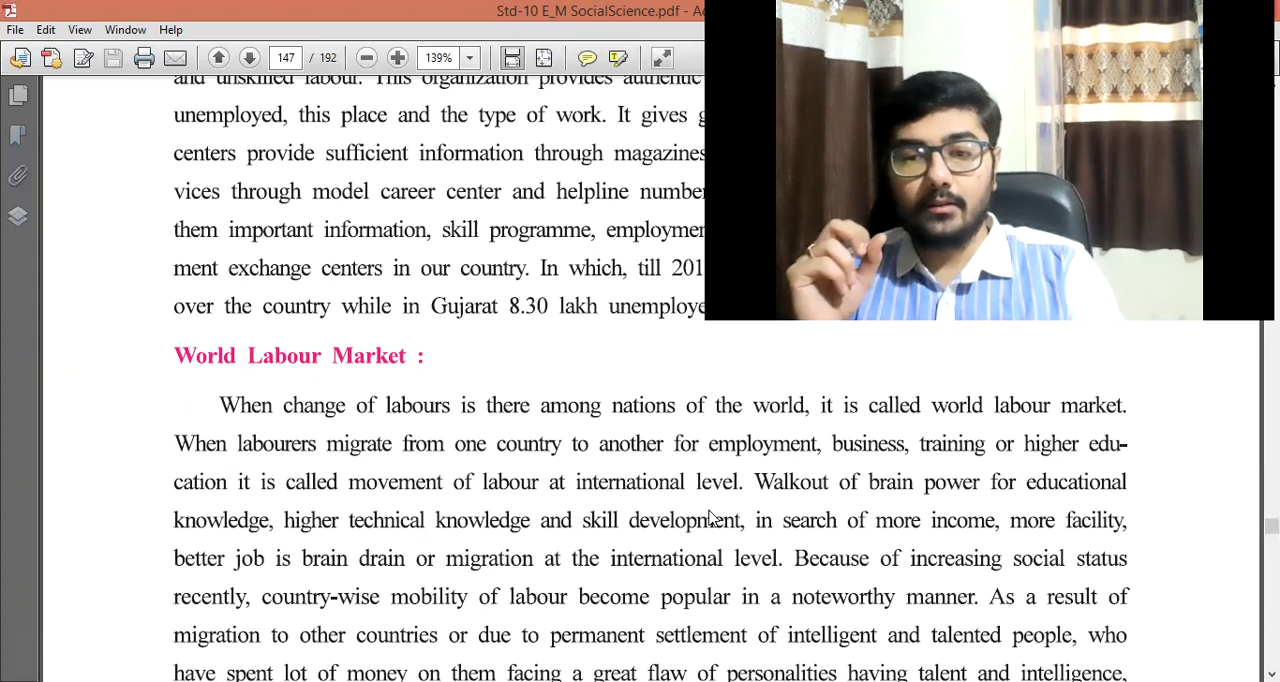 Std-10 E_M SocialScience.pdf - A
File Edit View Window Help
147 / 192 139%
and unskilled labour. This organization provides authentic
unemployed, this place and the type of work. It gives g
centers provide sufficient information through magazines
vices through model career center and helpline number
them important information, skill programme, employmen
ment exchange centers in our country. In which, till 201
over the country while in Gujarat 8.30 lakh unemploye
World Labour Market :
When change of labours is there among nations of the world, it is called world labour market.
When labourers migrate from one country to another for employment, business, training or higher edu-
cation it is called movement of labour at international level. Walkout of brain power for educational
knowledge, higher technical knowledge and skill development, in search of more income, more facility,
better job is brain drain or migration at the international level. Because of increasing social status
recently, country-wise mobility of labour become popular in a noteworthy manner. As a result of
migration to other countries or due to permanent settlement of intelligent and talented people, who
have spent lot of money on them facing a great flaw of personalities having talent and intelligence,